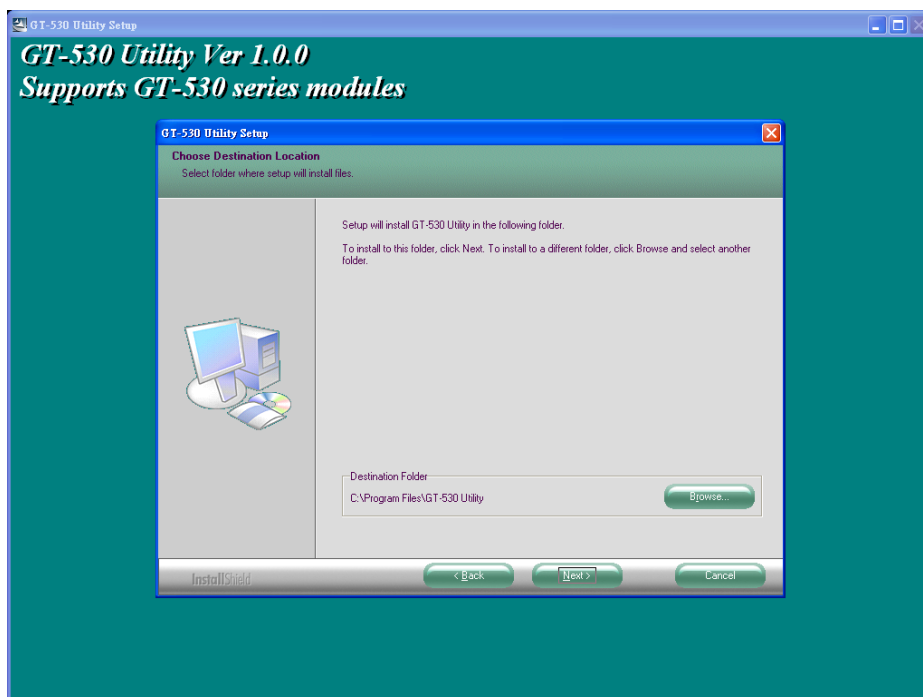 GT-530 Utility Setup
GT-530 Utility Ver 1.0.0
Supports GT-530 series modules
GT-530 Utility Setup
Choose Destination Location
Select folder where setup will install files.
Setup will install GT-530 Utility in the following folder.
To install to this folder, click Next. To install to a different folder, click Browse and select another
folder.
Destination Folder
C:\Program Files\GT-530 Utility
Browse...
InstallShield
< Back
Next >
Cancel